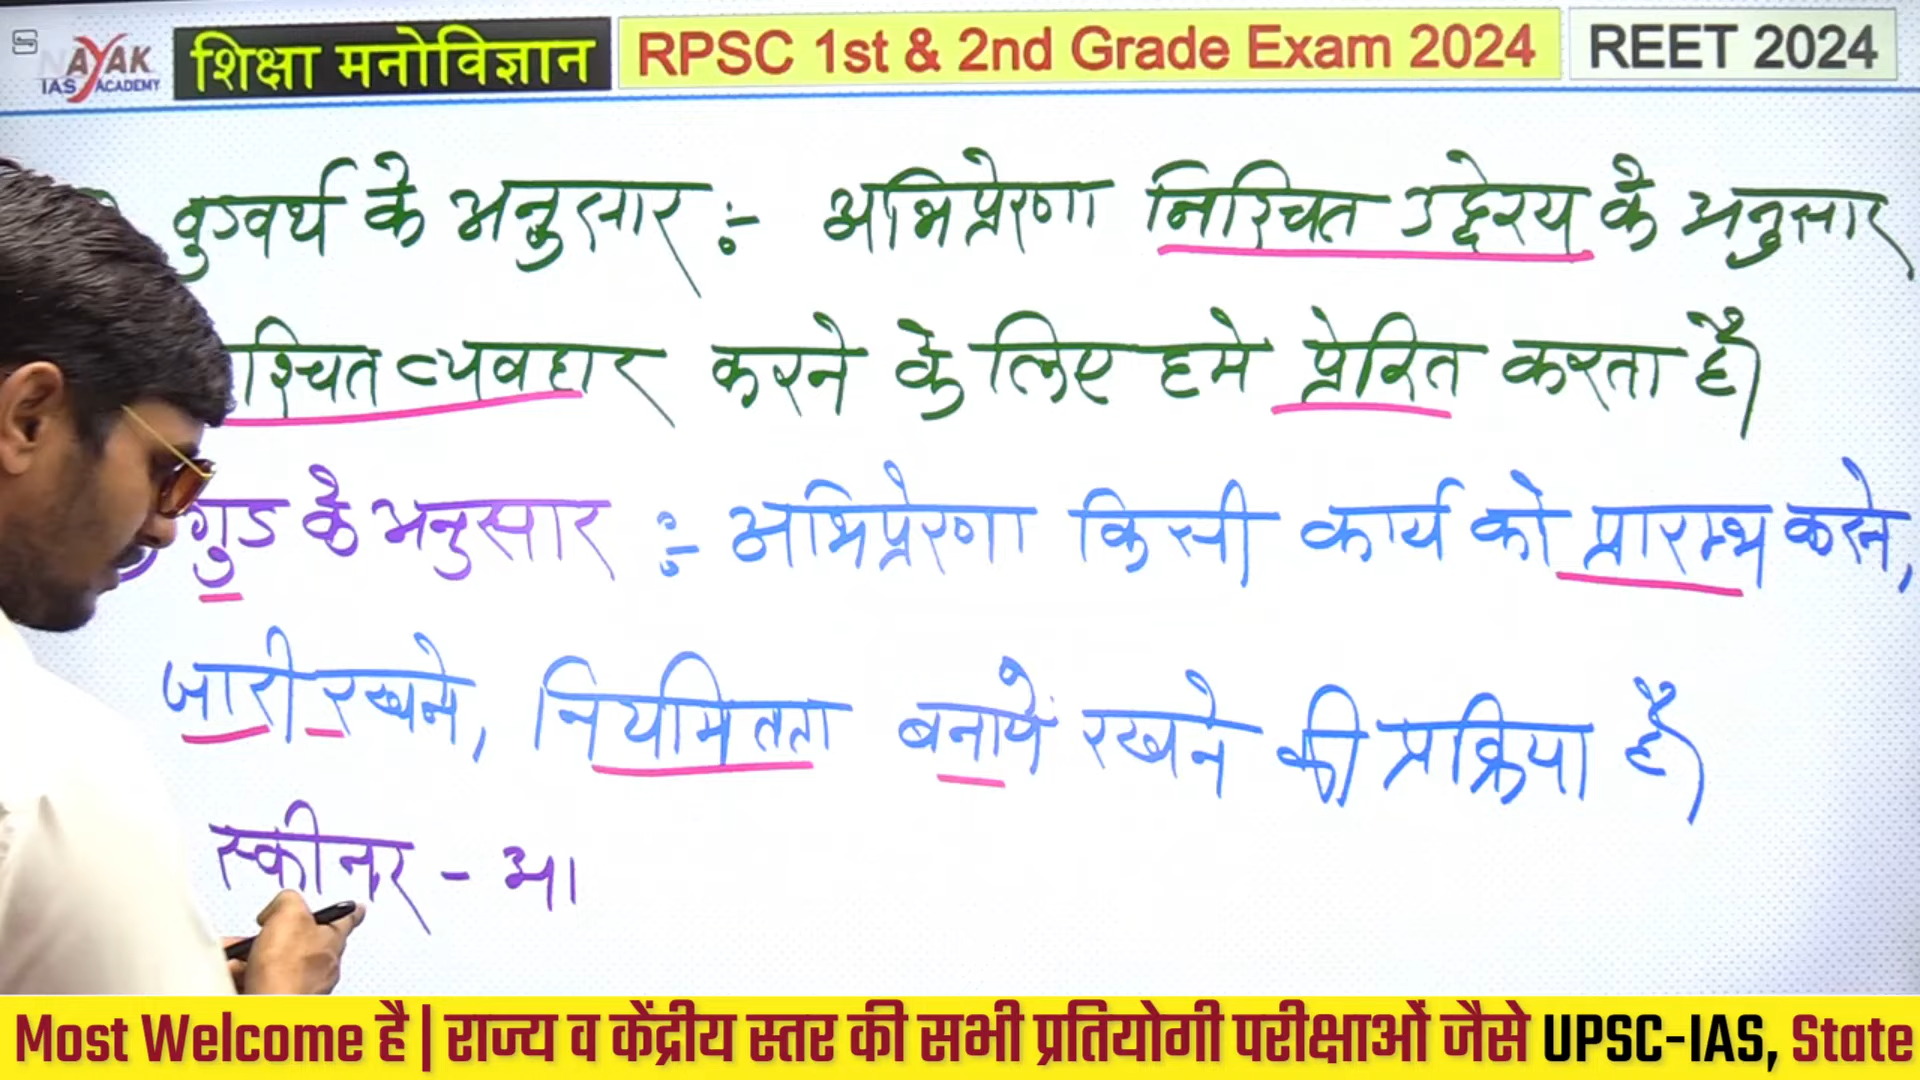 NAYAK
IAS ACADEMY
शिक्षा मनोविज्ञान
RPSC 1st & 2nd Grade Exam 2024
REET 2024
वुडवर्थ के अनुसार :- अभिप्रेरणा निश्चित उद्देश्य के अनुसार
श्चित व्यवहार करने के लिए हमे प्रेरित करता है।
गुड के अनुसार :- अभिप्रेरणा किसी कार्य को प्रारम्भ करने,
जारी रखने, नियमितता बनाये रखने की प्रक्रिया है।
स्कीनर - अ।
Most Welcome है | राज्य व केंद्रीय स्तर की सभी प्रतियोगी परीक्षाओं जैसे UPSC-IAS, State